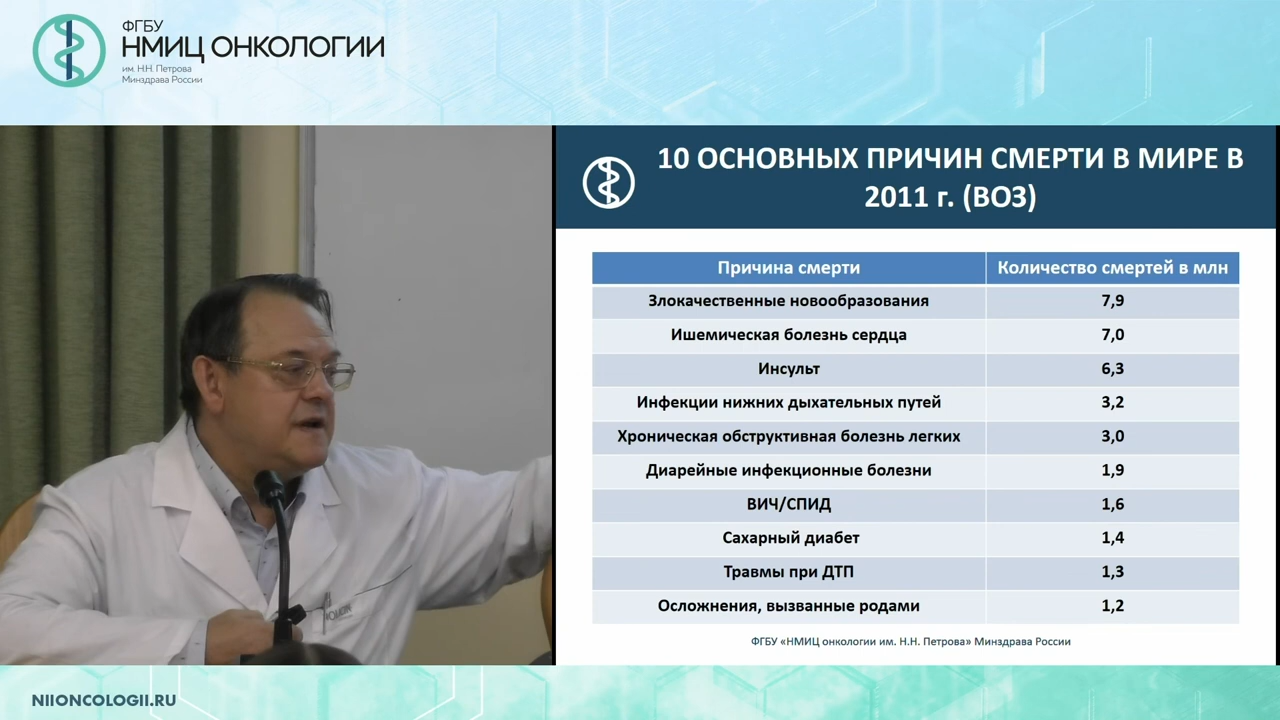 ФГБУ
НМИЦ ОНКОЛОГИИ
им. Н.Н. Петрова
Минздрава России
10 ОСНОВНЫХ ПРИЧИН СМЕРТИ В МИРЕ В
2011 г. (ВОЗ)
Причина смерти Количество смертей в млн
Злокачественные новообразования 7,9
Ишемическая болезнь сердца 7,0
Инсульт 6,3
Инфекции нижних дыхательных путей 3,2
Хроническая обструктивная болезнь легких 3,0
Диарейные инфекционные болезни 1,9
ВИЧ/СПИД 1,6
Сахарный диабет 1,4
Травмы при ДТП 1,3
Осложнения, вызванные родами 1,2
ФГБУ «НМИЦ онкологии им. Н.Н. Петрова» Минздрава России
NIIONCOLOGII.RU